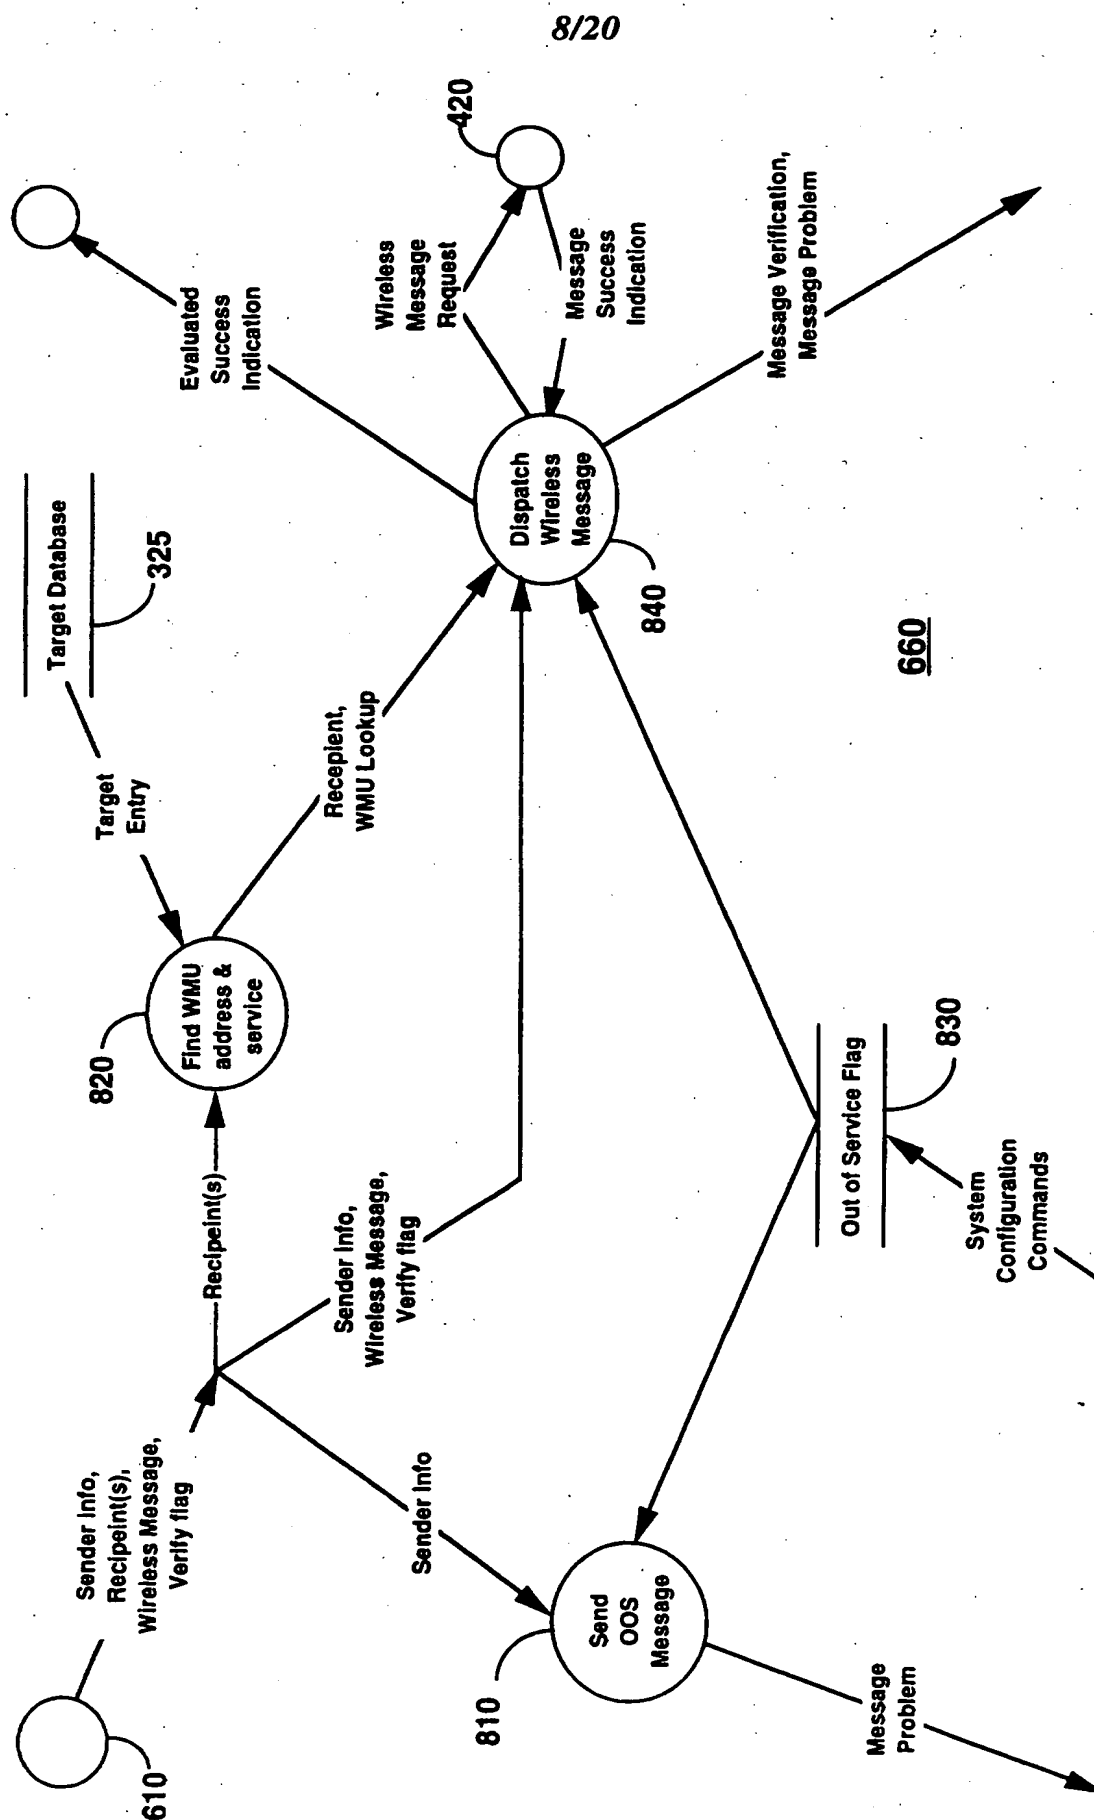 8/20
610
Sender Info,
Recipeint(s),
Wireless Message,
Verify flag
Recipeint(s)
820
Find WMU
address &
service
Target
Entry
Target Database
325
Evaluated
Success
Indication
Sender Info,
Wireless Message,
Verify flag
Recepient,
WMU Lookup
Wireless
Message
Request
420
Sender Info
Dispatch
Wireless
Message
840
Message
Success
Indication
810
Send
OOS
Message
Message Verification,
Message Problem
Out of Service Flag
830
660
Message
Problem
System
Configuration
Commands